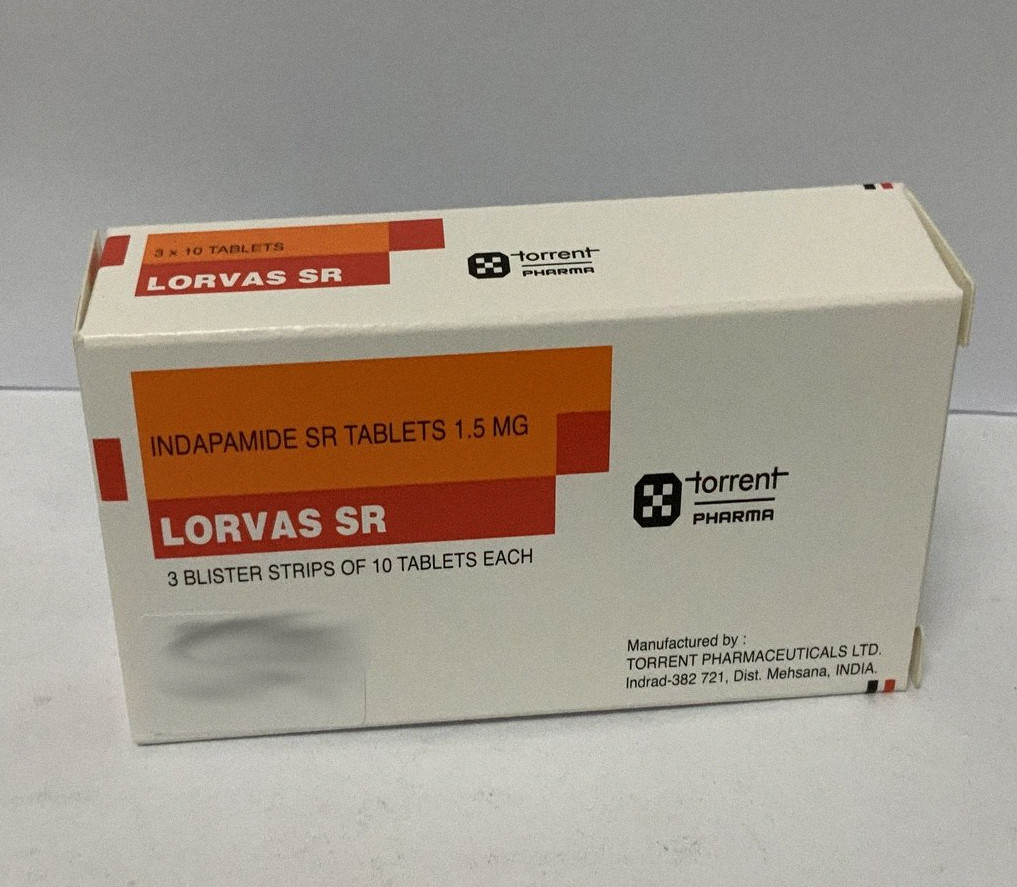 3 x 10 TABLETS
LORVAS SR
torrent
PHARMA
INDAPAMIDE SR TABLETS 1.5 MG
LORVAS SR
3 BLISTER STRIPS OF 10 TABLETS EACH
torrent
PHARMA
Manufactured by :
TORRENT PHARMACEUTICALS LTD.
Indrad-382 721, Dist. Mehsana, INDIA.